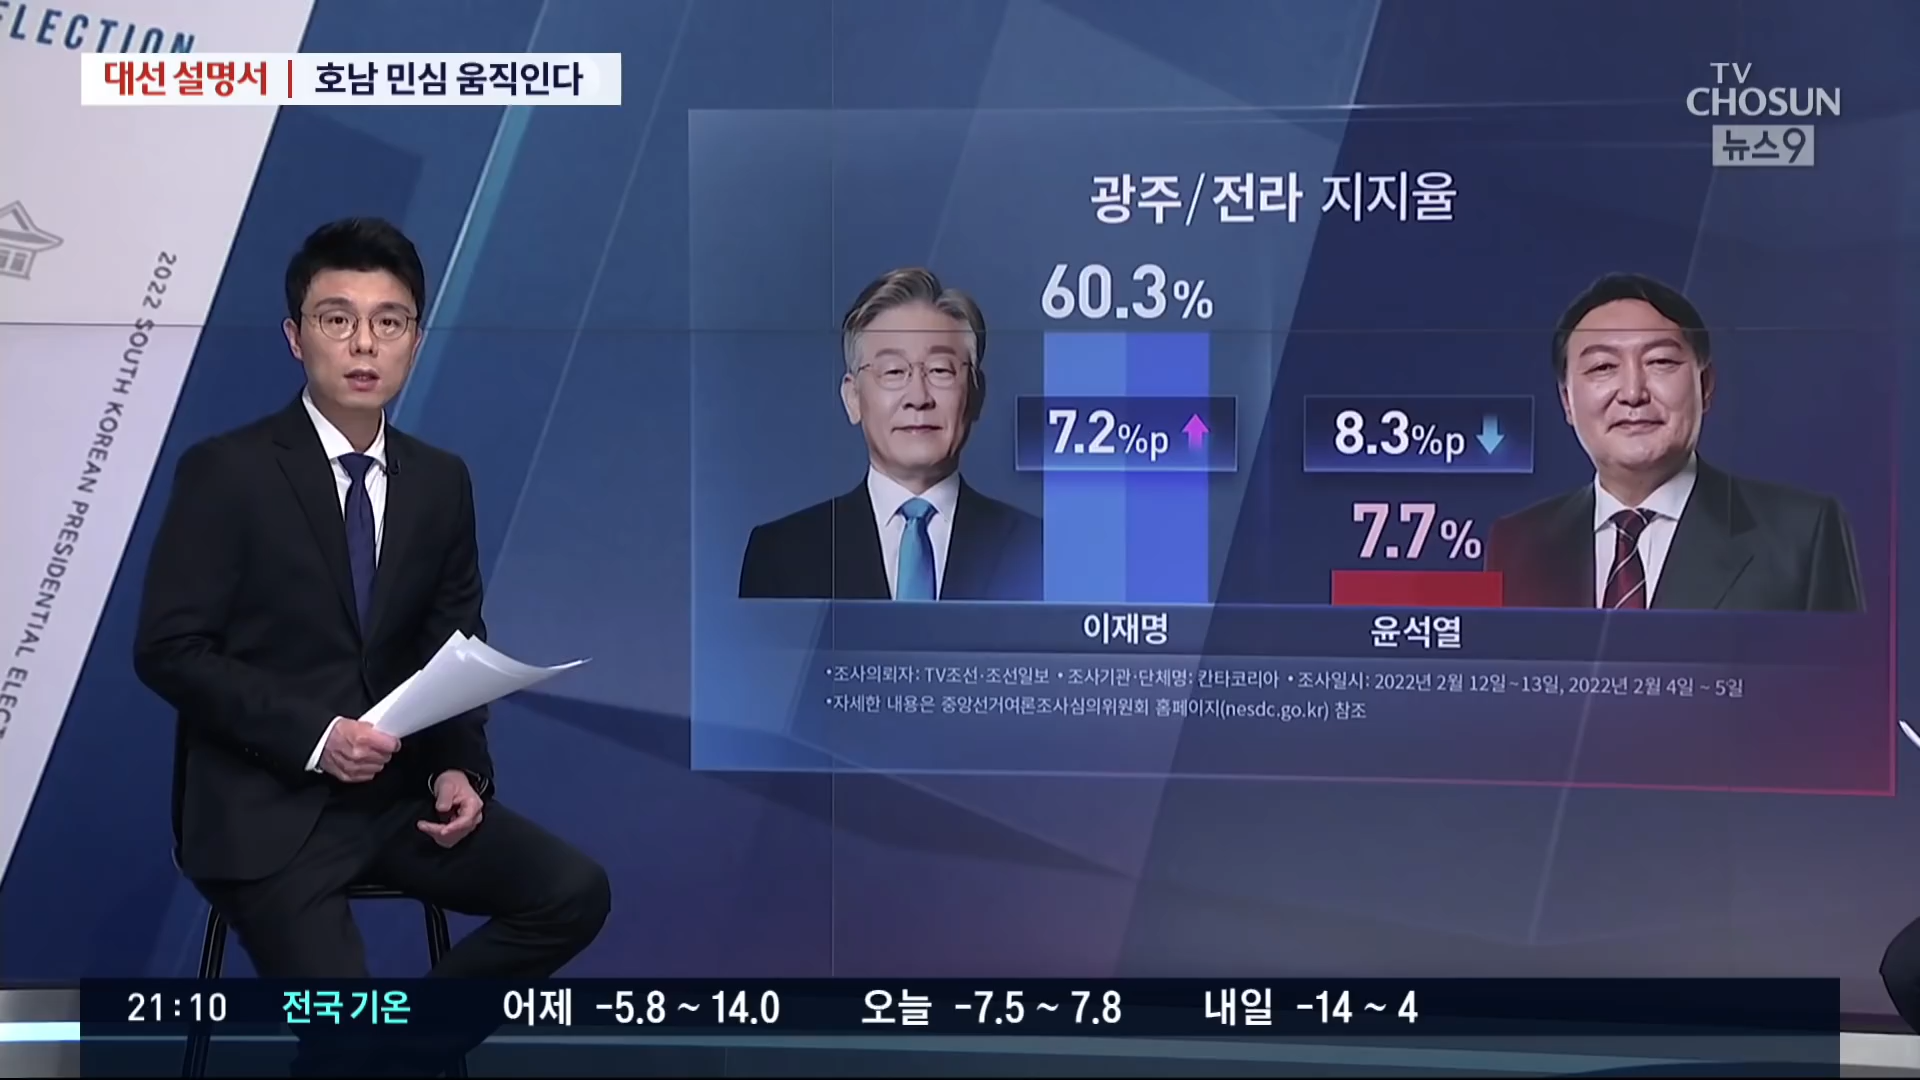 ELECTION
대선 설명서 | 호남 민심 움직인다
TV
CHOSUN
뉴스9
2022 SOUTH KOREAN PRESIDENTIAL ELECT
광주/전라 지지율
60.3%
7.2%p ↑
8.3%p ↓
7.7%
이재명
윤석열
•조사의뢰자: TV조선·조선일보 •조사기관·단체명: 칸타코리아 •조사일시: 2022년 2월 12일~13일, 2022년 2월 4일 ~ 5일
•자세한 내용은 중앙선거여론조사심의위원회 홈페이지(nesdc.go.kr) 참조
21:10 전국 기온 어제 -5.8 ~ 14.0 오늘 -7.5 ~ 7.8 내일 -14 ~ 4